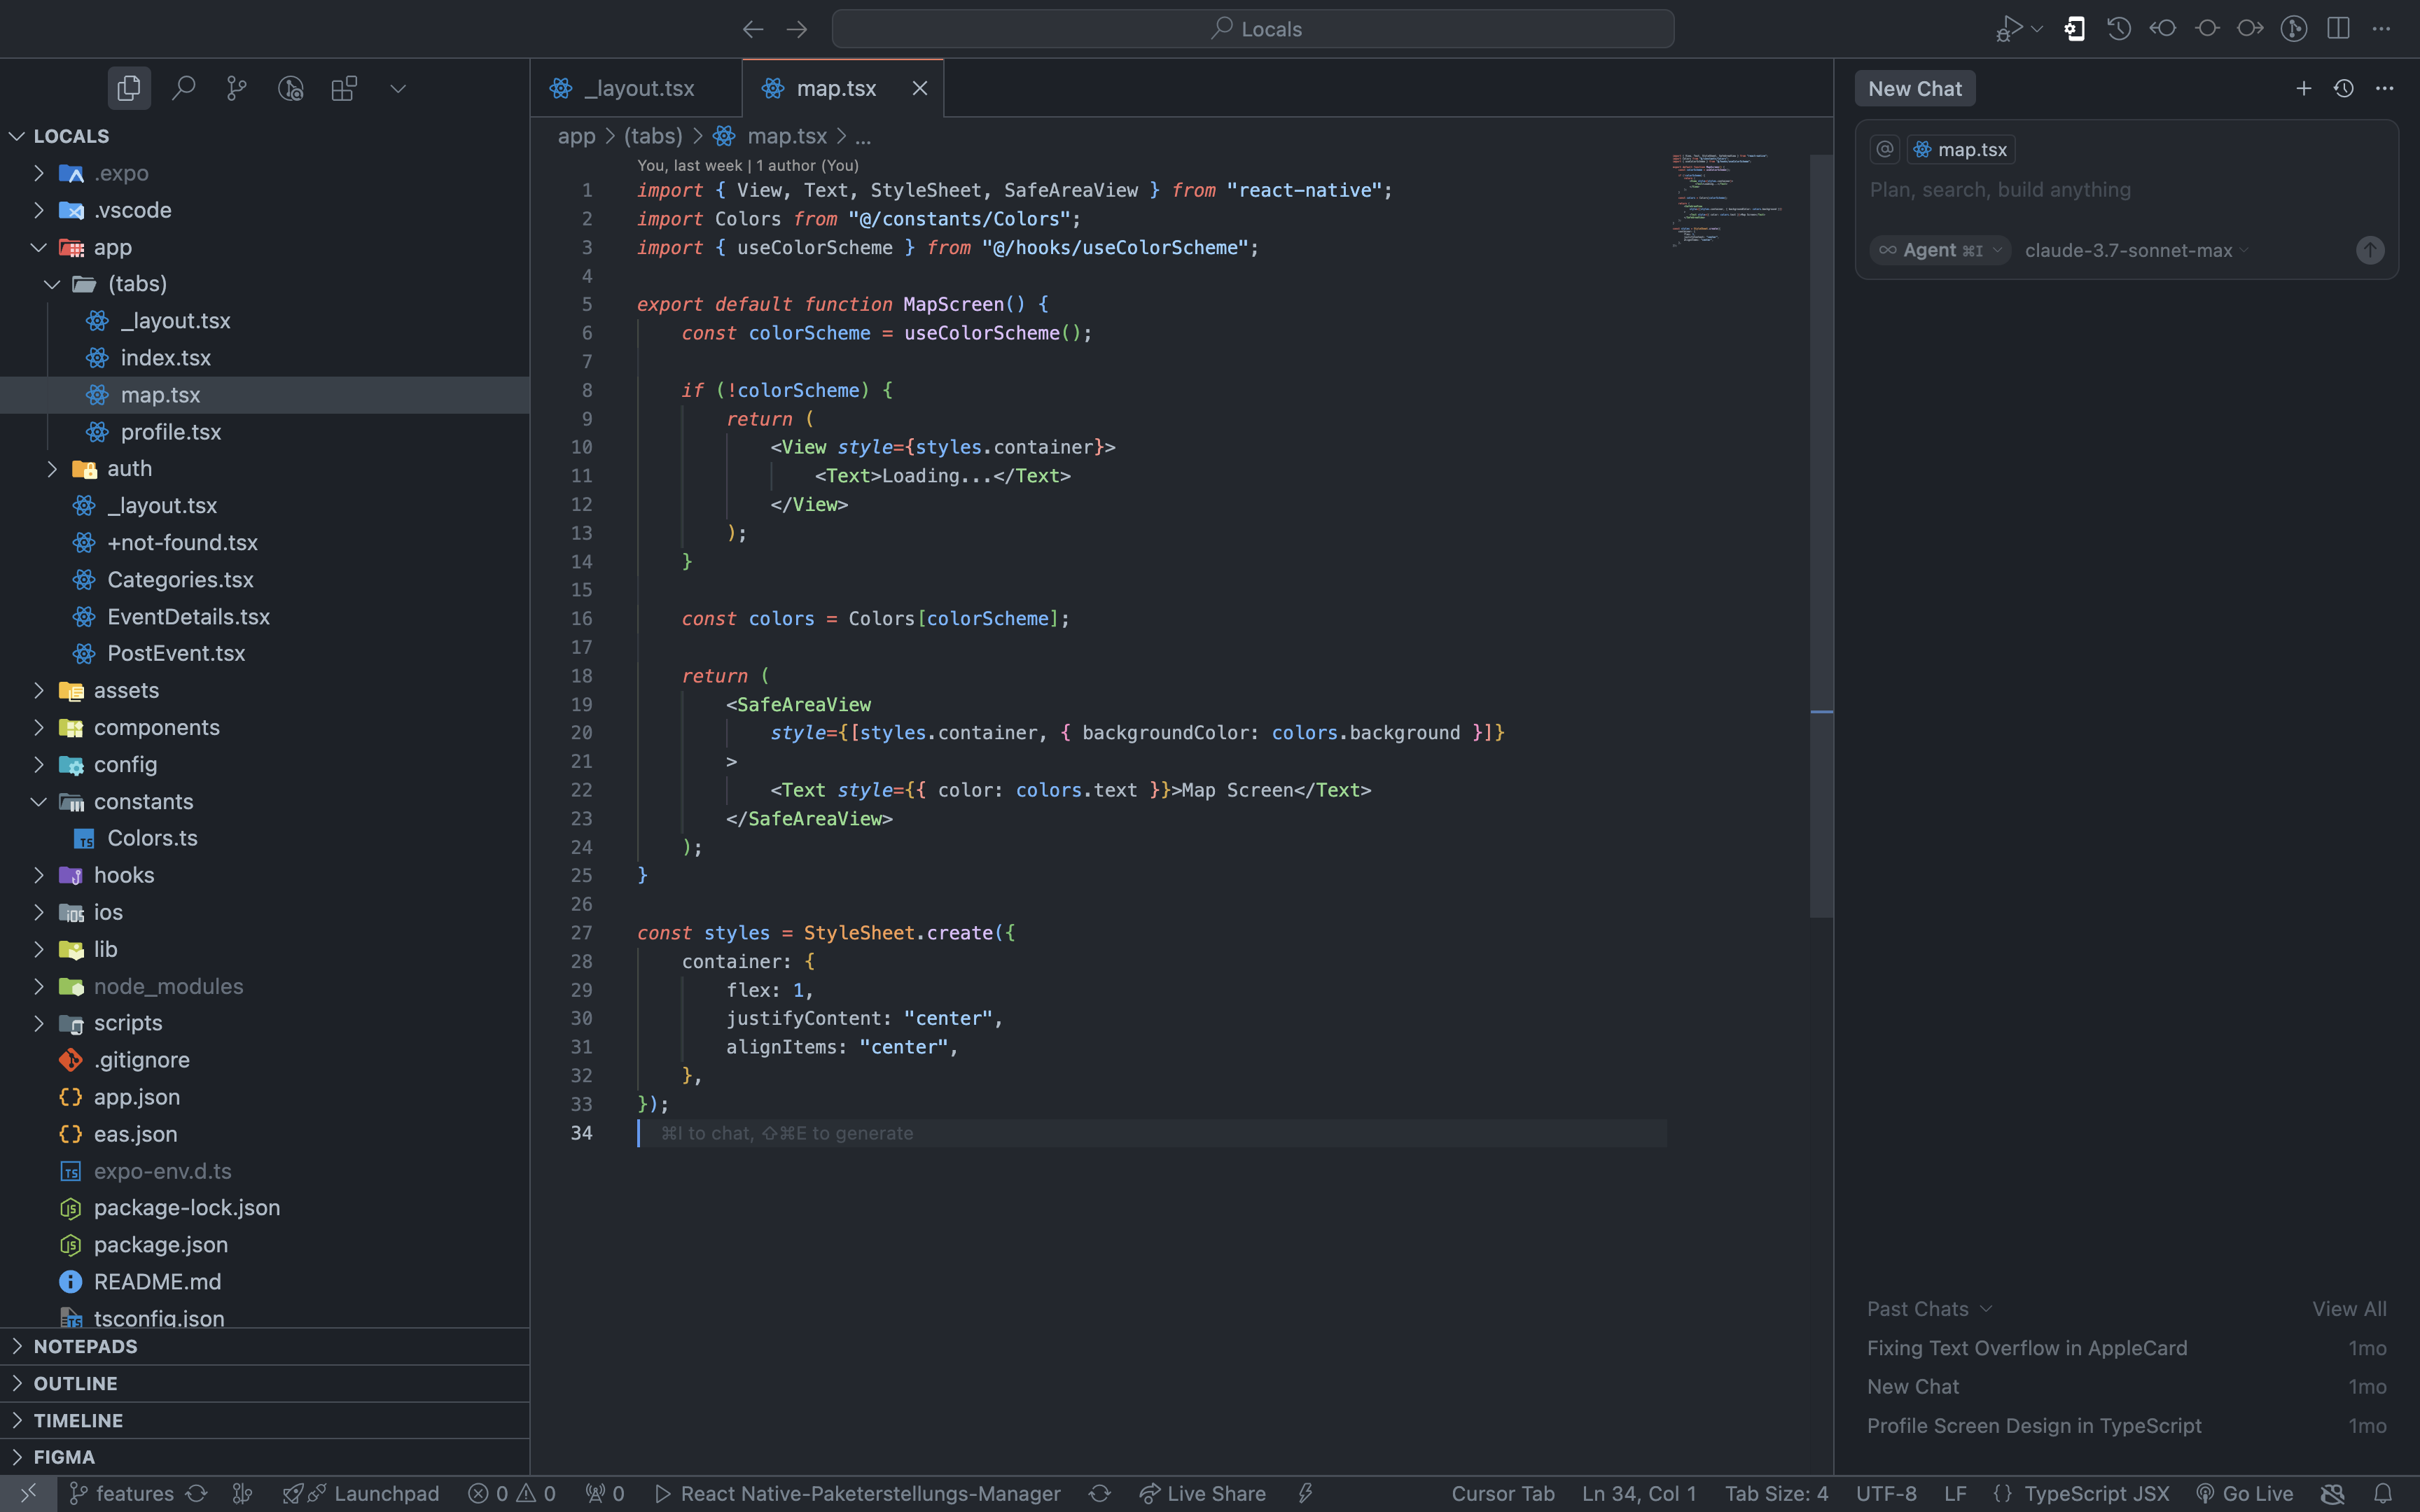 Locals
LOCALS
.expo
.vscode
app
(tabs)
_layout.tsx
index.tsx
map.tsx
profile.tsx
auth
_layout.tsx
+not-found.tsx
Categories.tsx
EventDetails.tsx
PostEvent.tsx
assets
components
config
constants
Colors.ts
hooks
ios
lib
node_modules
scripts
.gitignore
app.json
eas.json
expo-env.d.ts
package-lock.json
package.json
README.md
tsconfig.json
NOTEPADS
OUTLINE
TIMELINE
FIGMA
_layout.tsx
map.tsx
app > (tabs) > map.tsx > ...
You, last week | 1 author (You)
1 import { View, Text, StyleSheet, SafeAreaView } from "react-native";
2 import Colors from "@/constants/Colors";
3 import { useColorScheme } from "@/hooks/useColorScheme";
4
5 export default function MapScreen() {
6 const colorScheme = useColorScheme();
7
8 if (!colorScheme) {
9 return (
10 <View style={styles.container}>
11 <Text>Loading...</Text>
12 </View>
13 );
14 }
15
16 const colors = Colors[colorScheme];
17
18 return (
19 <SafeAreaView
20 style={[styles.container, { backgroundColor: colors.background }]}
21 >
22 <Text style={{ color: colors.text }}>Map Screen</Text>
23 </SafeAreaView>
24 );
25 }
26
27 const styles = StyleSheet.create({
28 container: {
29 flex: 1,
30 justifyContent: "center",
31 alignItems: "center",
32 },
33 });
34 ⌘I to chat, ⇧⌘E to generate
New Chat
@ map.tsx
Plan, search, build anything
∞ Agent ⌘I claude-3.7-sonnet-max
Past Chats View All
Fixing Text Overflow in AppleCard 1mo
New Chat 1mo
Profile Screen Design in TypeScript 1mo
features Launchpad 0 0 0 React Native-Paketerstellungs-Manager Live Share Cursor Tab Ln 34, Col 1 Tab Size: 4 UTF-8 LF {} TypeScript JSX Go Live